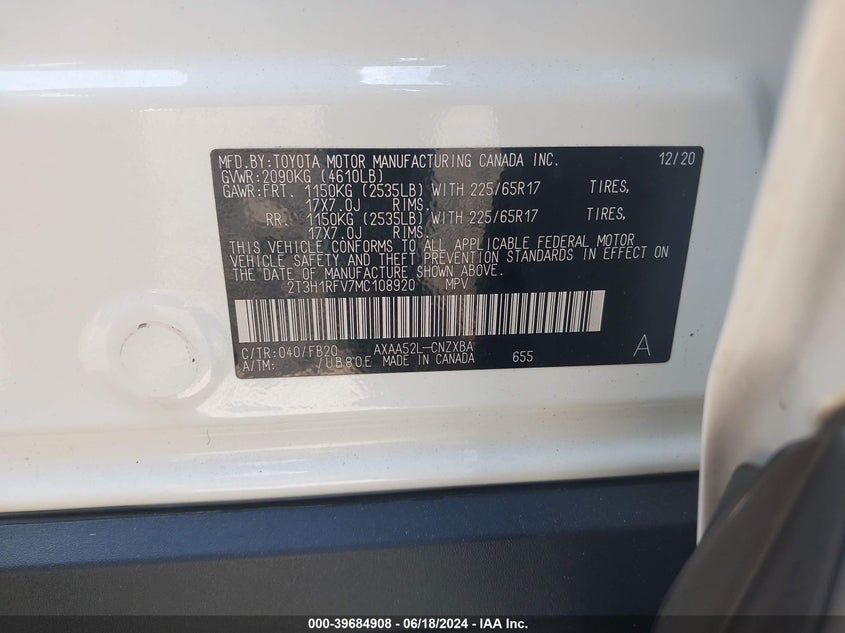 MFD.BY:TOYOTA MOTOR MANUFACTURING CANADA INC. 12/20
GVWR:2090KG (4610LB)
GAWR:FRT. 1150KG (2535LB) WITH 225/65R17 TIRES,
17X7.0J RIMS.
RR. 1150KG (2535LB) WITH 225/65R17 TIRES,
17X7.0J RIMS.
THIS VEHICLE CONFORMS TO ALL APPLICABLE FEDERAL MOTOR
VEHICLE SAFETY AND THEFT PREVENTION STANDARDS IN EFFECT ON
THE DATE OF MANUFACTURE SHOWN ABOVE.
2T3H1RFV7MC108920 MPV
C/TR:040/FB20 AXAA52L-CNZXBA
A/TM: /UB80E MADE IN CANADA 655 A
000-39684908 - 06/18/2024 - IAA Inc.